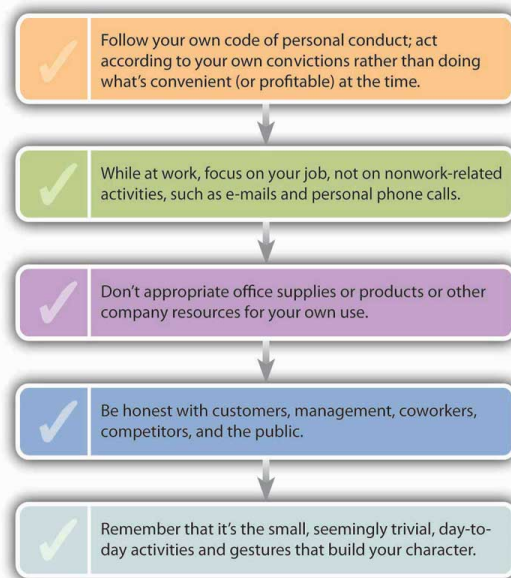 Follow your own code of personal conduct; act
according to your own convictions rather than doing
what’s convenient (or profitable) at the time.
While at work, focus on your job, not on nonwork-related
activities, such as e-mails and personal phone calls.
Don’t appropriate office supplies or products or other
company resources for your own use.
Be honest with customers, management, coworkers,
competitors, and the public.
Remember that it’s the small, seemingly trivial, day-to-
day activities and gestures that build your character.